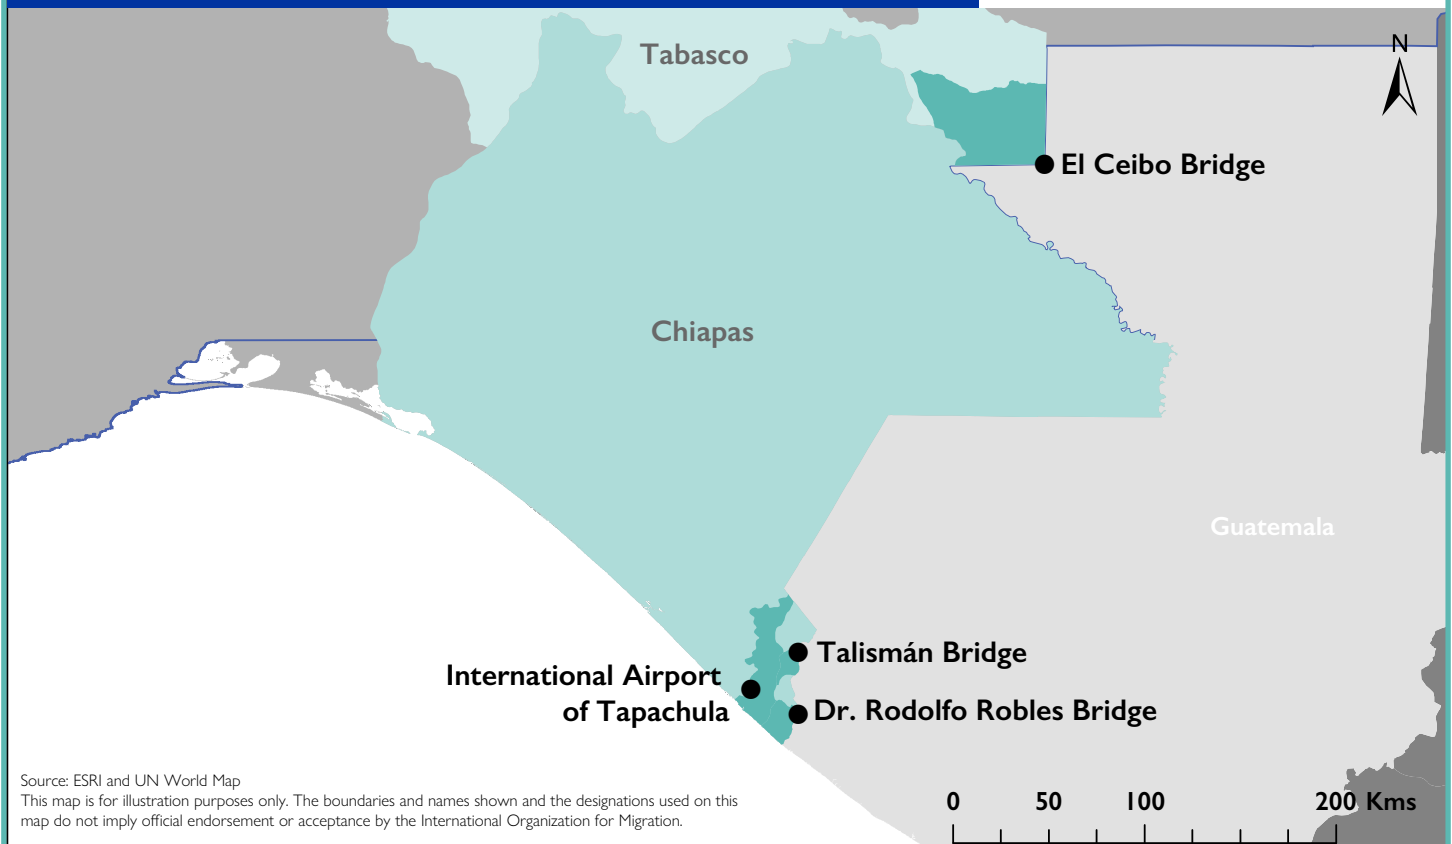 Tabasco
N
El Ceibo Bridge
Chiapas
Guatemala
Talismán Bridge
International Airport
of Tapachula
Dr. Rodolfo Robles Bridge
Source: ESRI and UN World Map
This map is for illustration purposes only. The boundaries and names shown and the designations used on this
map do not imply official endorsement or acceptance by the International Organization for Migration.
0 50 100 200 Kms